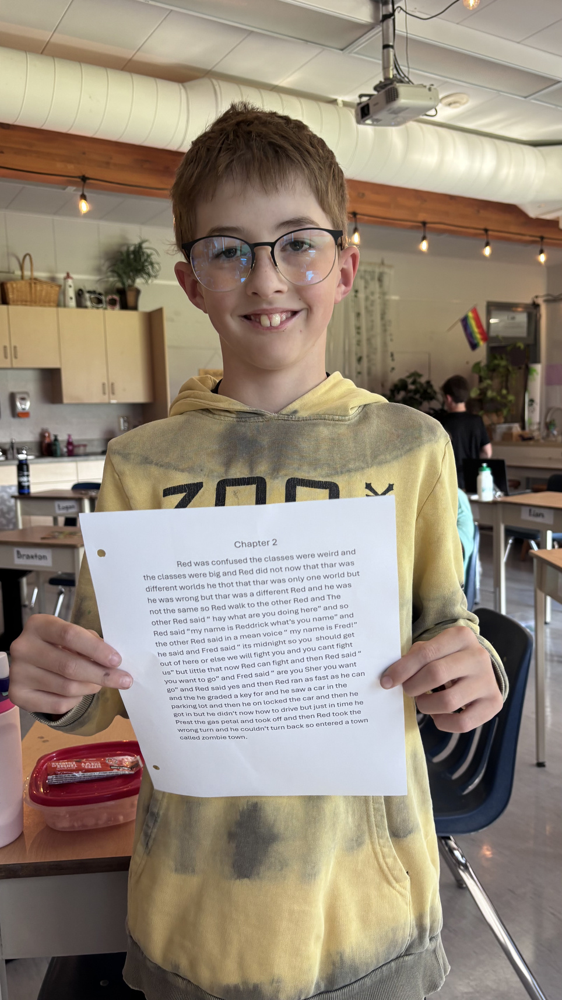 ZOO
Logan
Lian
Braxton
Chapter 2
Red was confused the classes were weird and
the classes were big and Red did not now that thar was
different worlds he thot that thar was only one world but
he was wrong but thar was a different Red and he was
not the same so Red walk to the other Red and The
other Red said “ hay what are you doing here” and so
Red said “my name is Reddrick what’s you name” and
the other Red said in a mean voice “ my name is Fred!”
he said and Fred said “ its midnight so you should get
out of here or else we will fight you and you cant fight
us” but little that now Red can fight and then Red said “
you want to go” and Fred said “ are you Sher you want
go” and Red said yes and then Red ran as fast as he can
and the he graded a key for and he saw a car in the
parking lot and then he on locked the car and then he
got in but he didn’t now how to drive but just in time he
Prest the gas petal and took off and then Red took the
wrong turn and he couldn’t turn back so entered a town
called zombie town.